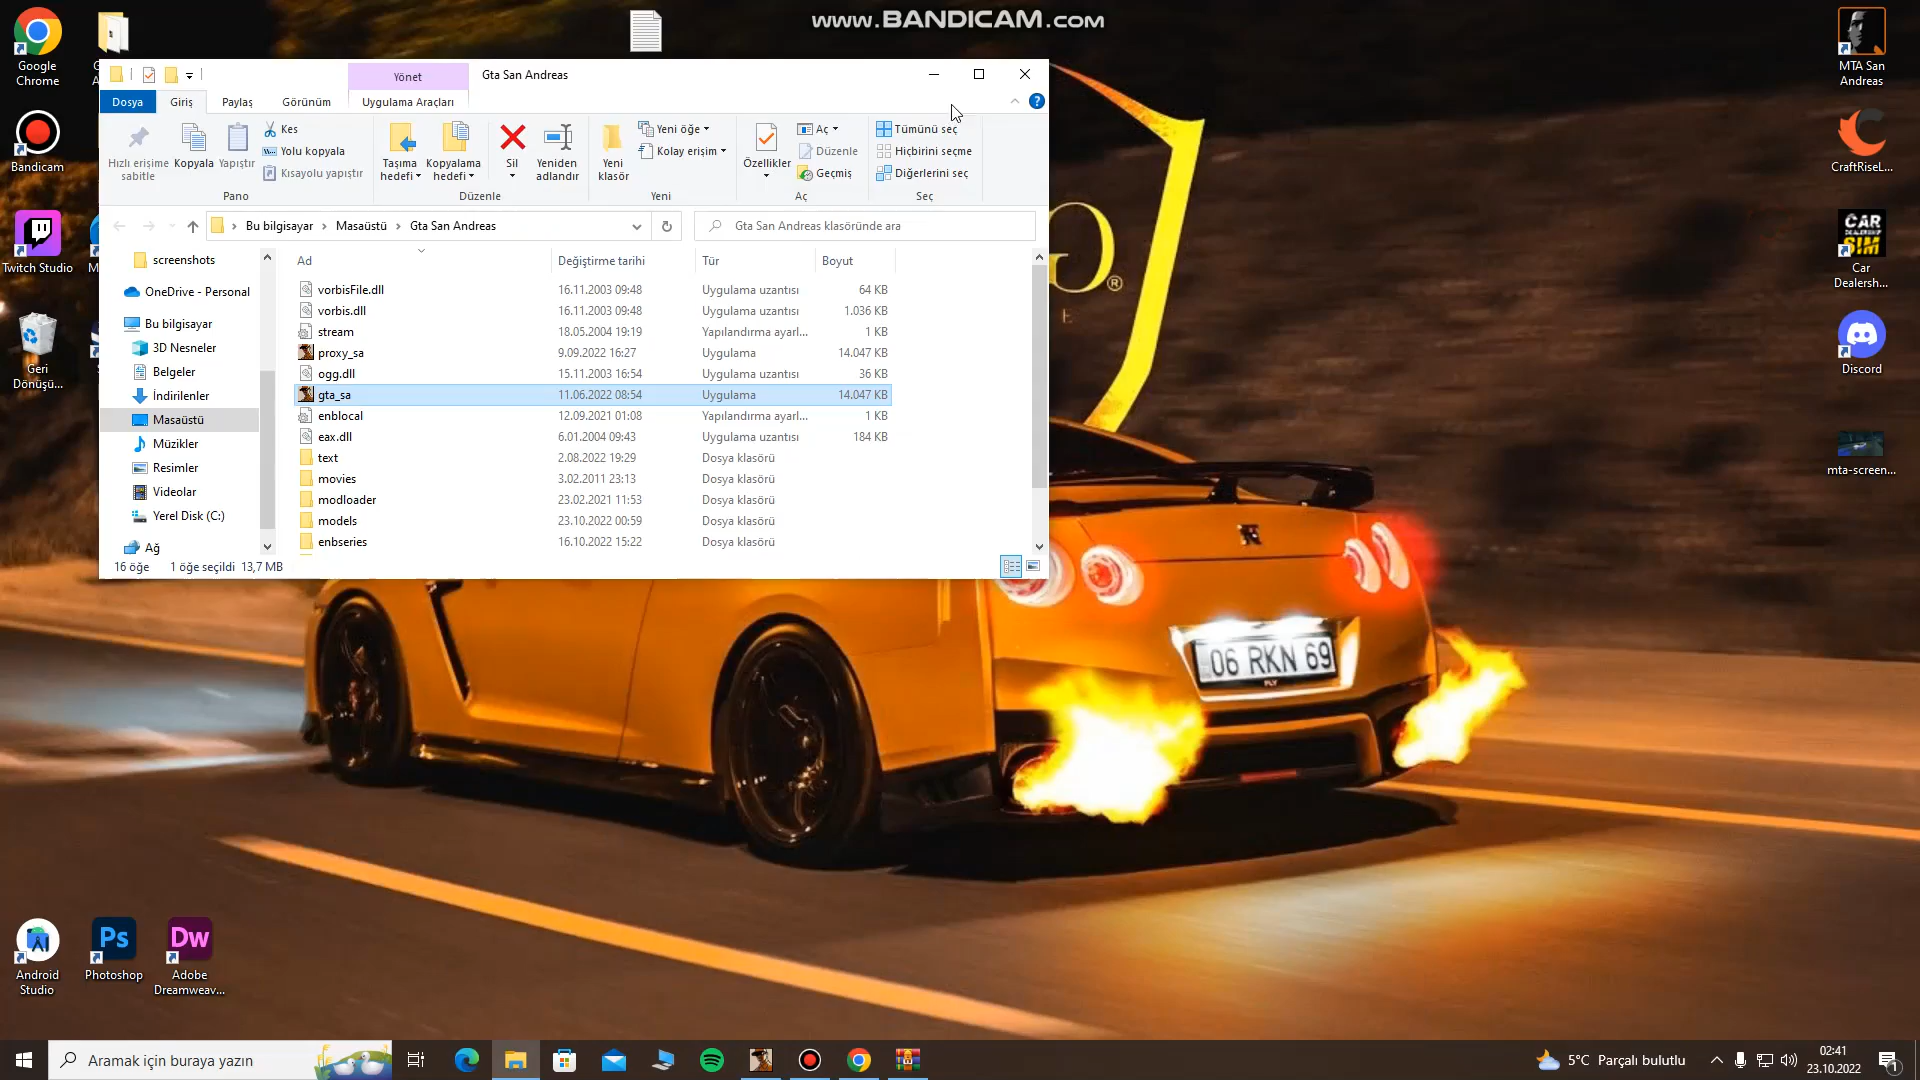 www.BANDICAM.com
Google
Chrome
Bandicam
Twitch Studio
Geri
Dönüşü...
Android
Studio
Photoshop
Adobe
Dreamweav...
Yönet
Gta San Andreas
Dosya
Giriş
Paylaş
Görünüm
Uygulama Araçları
Hızlı erişime
sabitle
Kopyala
Yapıştır
Kes
Yolu kopyala
Kısayolu yapıştır
Pano
Taşıma
hedefi
Kopyalama
hedefi
Sil
Yeniden
adlandır
Düzenle
Yeni
klasör
Yeni öğe
Kolay erişim
Yeni
Özellikler
Aç
Düzenle
Geçmiş
Aç
Tümünü seç
Hiçbirini seçme
Diğerlerini seç
Seç
Bu bilgisayar > Masaüstü > Gta San Andreas
Gta San Andreas klasöründe ara
screenshots
OneDrive - Personal
Bu bilgisayar
3D Nesneler
Belgeler
İndirilenler
Masaüstü
Müzikler
Resimler
Videolar
Yerel Disk (C:)
Ağ
Ad Değiştirme tarihi Tür Boyut
vorbisFile.dll 16.11.2003 09:48 Uygulama uzantısı 64 KB
vorbis.dll 16.11.2003 09:48 Uygulama uzantısı 1.036 KB
stream 18.05.2004 19:19 Yapılandırma ayarl... 1 KB
proxy_sa 9.09.2022 16:27 Uygulama 14.047 KB
ogg.dll 15.11.2003 16:54 Uygulama uzantısı 36 KB
gta_sa 11.06.2022 08:54 Uygulama 14.047 KB
enblocal 12.09.2021 01:08 Yapılandırma ayarl... 1 KB
eax.dll 6.01.2004 09:43 Uygulama uzantısı 184 KB
text 2.08.2022 19:29 Dosya klasörü
movies 3.02.2011 23:13 Dosya klasörü
modloader 23.02.2021 11:53 Dosya klasörü
models 23.10.2022 00:59 Dosya klasörü
enbseries 16.10.2022 15:22 Dosya klasörü
16 öğe 1 öğe seçildi 13,7 MB
MTA San
Andreas
CraftRiseL...
CAR
DEALERSHIP
SIM
Car
Dealersh...
Discord
mta-screen...
06 RKN 69
Ps
Dw
Aramak için buraya yazın
5°C Parçalı bulutlu
02:41
23.10.2022
1